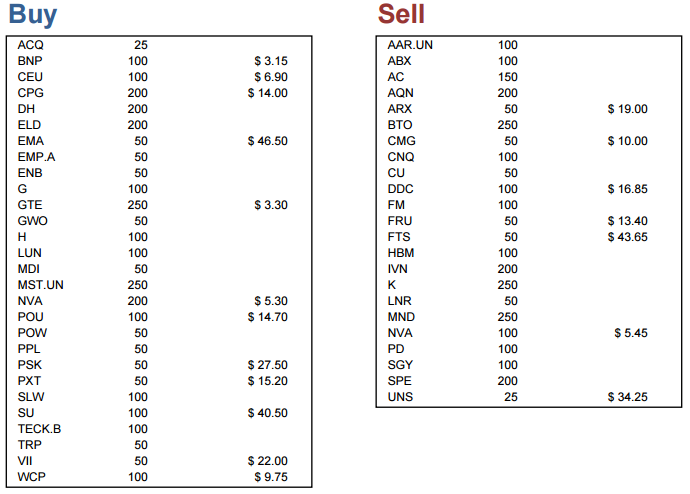 Buy
ACQ 25
BNP 100 $ 3.15
CEU 100 $ 6.90
CPG 200 $ 14.00
DH 200
ELD 200
EMA 50 $ 46.50
EMP.A 50
ENB 50
G 100
GTE 250 $ 3.30
GWO 50
H 100
LUN 100
MDI 50
MST.UN 250
NVA 200 $ 5.30
POU 100 $ 14.70
POW 50
PPL 50
PSK 50 $ 27.50
PXT 50 $ 15.20
SLW 100
SU 100 $ 40.50
TECK.B 100
TRP 50
VII 50 $ 22.00
WCP 100 $ 9.75
Sell
AAR.UN 100
ABX 100
AC 150
AQN 200
ARX 50 $ 19.00
BTO 250
CMG 50 $ 10.00
CNQ 100
CU 50
DDC 100 $ 16.85
FM 100
FRU 50 $ 13.40
FTS 50 $ 43.65
HBM 100
IVN 200
K 250
LNR 50
MND 250
NVA 100 $ 5.45
PD 100
SGY 100
SPE 200
UNS 25 $ 34.25